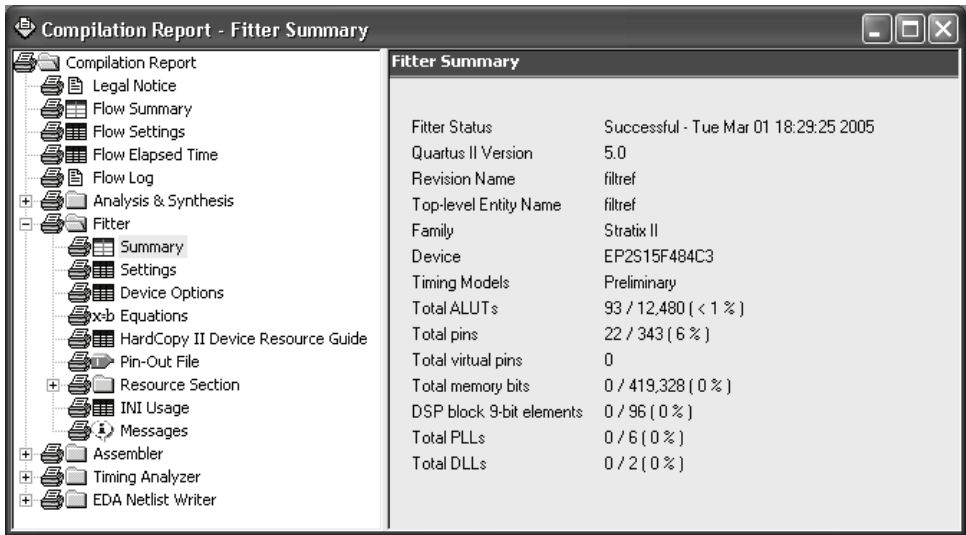 Compilation Report - Fitter Summary
Compilation Report
Legal Notice
Flow Summary
Flow Settings
Flow Elapsed Time
Flow Log
Analysis & Synthesis
Fitter
Summary
Settings
Device Options
x-b Equations
HardCopy II Device Resource Guide
Pin-Out File
Resource Section
INI Usage
Messages
Assembler
Timing Analyzer
EDA Netlist Writer
Fitter Summary
Fitter Status Successful - Tue Mar 01 18:29:25 2005
Quartus II Version 5.0
Revision Name filtref
Top-level Entity Name filtref
Family Stratix II
Device EP2S15F484C3
Timing Models Preliminary
Total ALUTs 93 / 12,480 ( < 1 % )
Total pins 22 / 343 ( 6 % )
Total virtual pins 0
Total memory bits 0 / 419,328 ( 0 % )
DSP block 9-bit elements 0 / 96 ( 0 % )
Total PLLs 0 / 6 ( 0 % )
Total DLLs 0 / 2 ( 0 % )